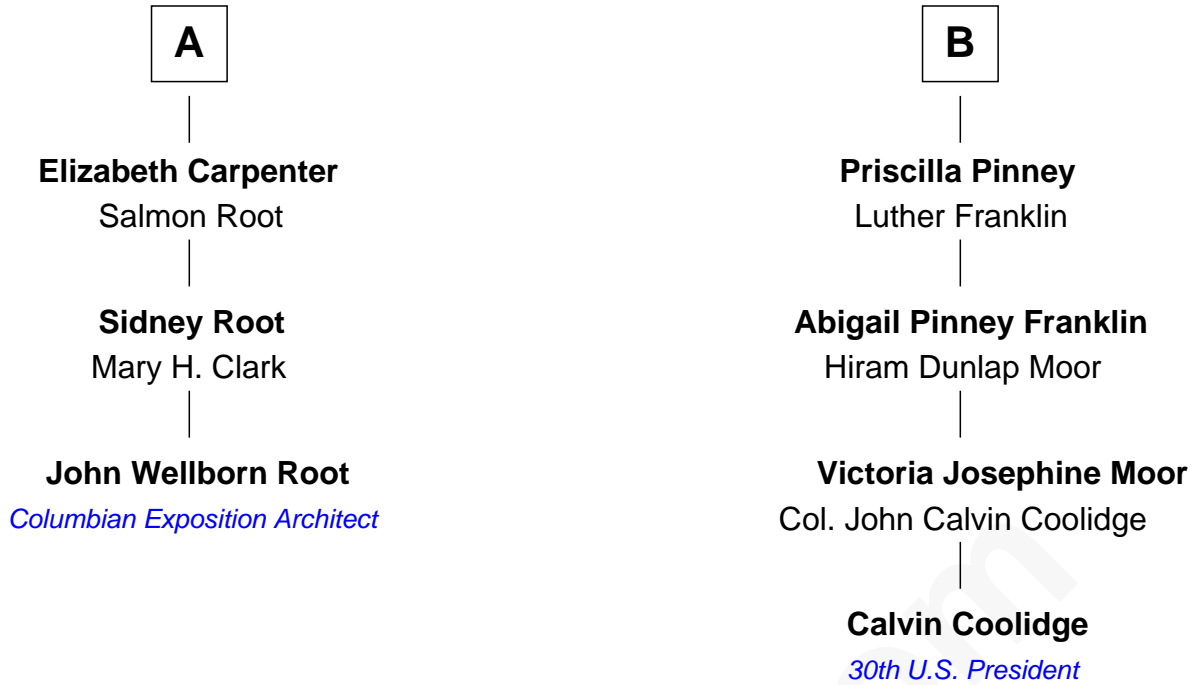 A
Elizabeth Carpenter
Salmon Root
Sidney Root
Mary H. Clark
John Wellborn Root
Columbian Exposition Architect
B
Priscilla Pinney
Luther Franklin
Abigail Pinney Franklin
Hiram Dunlap Moor
Victoria Josephine Moor
Col. John Calvin Coolidge
Calvin Coolidge
30th U.S. President